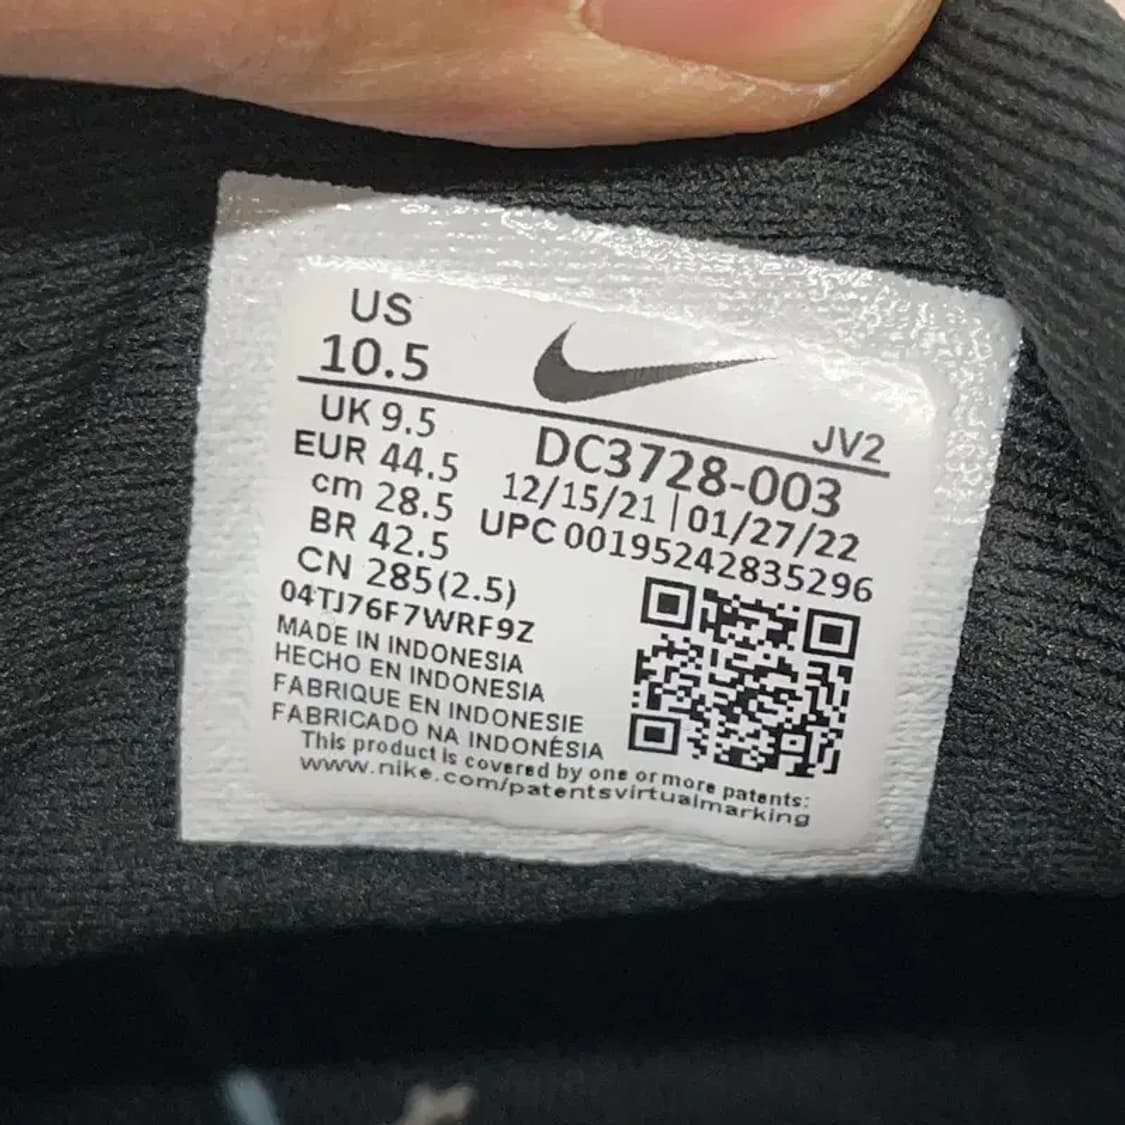 US
10.5
JV2
UK 9.5
EUR 44.5
cm 28.5
BR 42.5
CN 285(2.5)
DC3728-003
12/15/21 | 01/27/22
UPC 00195242835296
04TJ76F7WRF9Z
MADE IN INDONESIA
HECHO EN INDONESIA
FABRIQUE EN INDONESIE
FABRICADO NA INDONÉSIA
This product is covered by one or more patents:
www.nike.com/patentsvirtualmarking